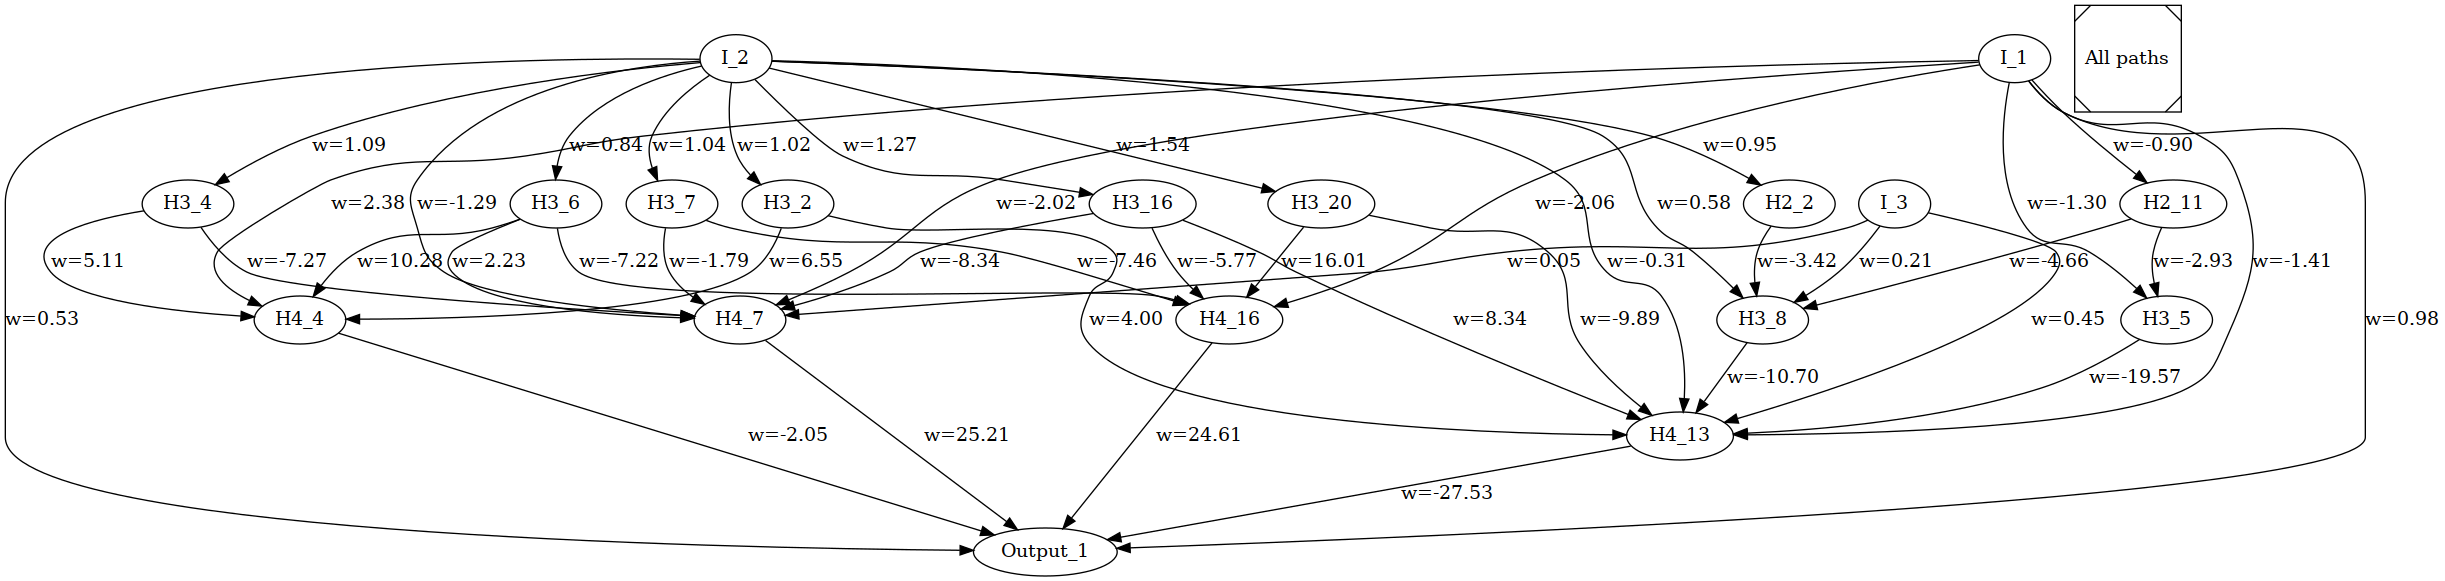 I_2
I_1
All paths
w=1.09
w=0.84
w=1.04
w=1.02
w=1.27
w=1.54
w=0.95
w=-0.90
H3_4
w=2.38
w=-1.29
H3_6
H3_7
H3_2
w=-2.02
H3_16
H3_20
w=-2.06
w=0.58
H2_2
I_3
w=-1.30
H2_11
w=5.11
w=-7.27
w=10.28
w=2.23
w=-7.22
w=-1.79
w=6.55
w=-8.34
w=-7.46
w=-5.77
w=16.01
w=0.05
w=-0.31
w=-3.42
w=0.21
w=-4.66
w=-2.93
w=-1.41
w=0.53
H4_4
H4_7
w=4.00
H4_16
w=8.34
w=-9.89
H3_8
w=0.45
H3_5
w=0.98
w=-10.70
w=-19.57
w=-2.05
w=25.21
w=24.61
H4_13
w=-27.53
Output_1